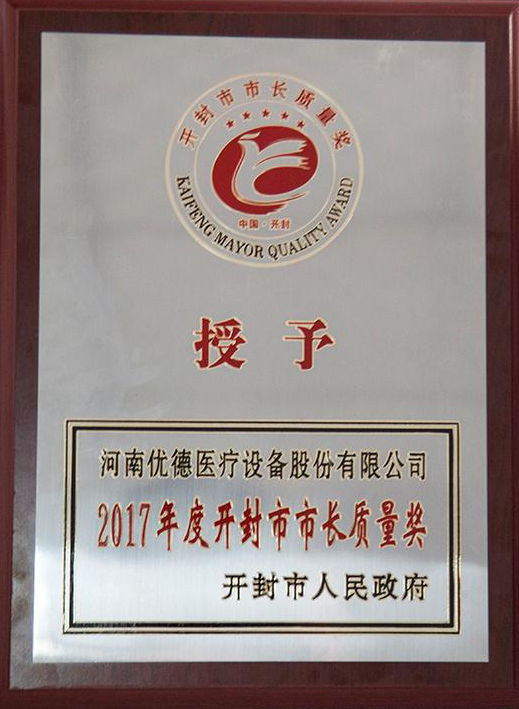 开封市市长质量奖
中国·开封
KAIFENG MAYOR QUALITY AWARD
授予
河南优德医疗设备股份有限公司
2017年度开封市市长质量奖
开封市人民政府